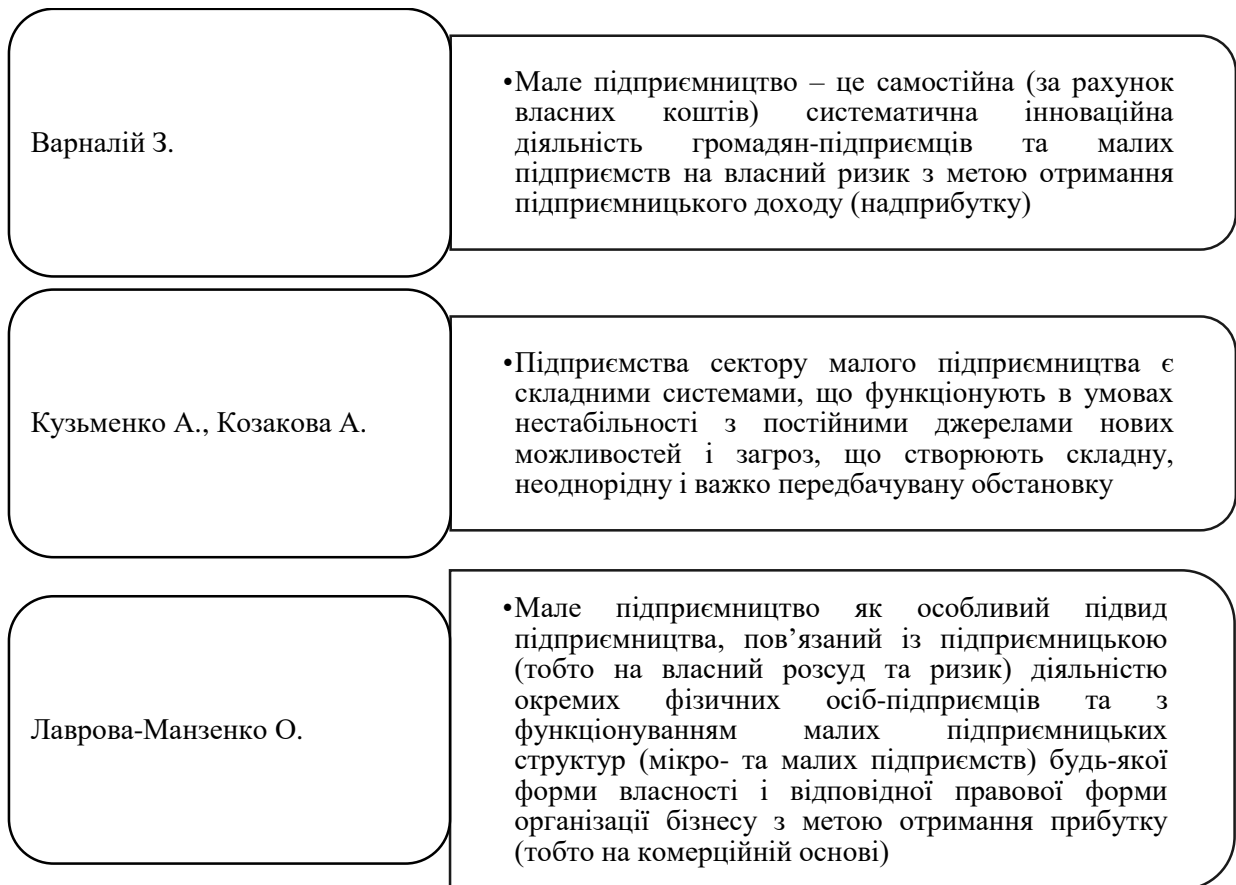 Варналій З.
•Мале підприємництво – це самостійна (за рахунок
власних коштів) систематична інноваційна
діяльність громадян-підприємців та малих
підприємств на власний ризик з метою отримання
підприємницького доходу (надприбутку)
Кузьменко А., Козакова А.
•Підприємства сектору малого підприємництва є
складними системами, що функціонують в умовах
нестабільності з постійними джерелами нових
можливостей і загроз, що створюють складну,
неоднорідну і важко передбачувану обстановку
Лаврова-Манзенко О.
•Мале підприємництво як особливий підвид
підприємництва, пов’язаний із підприємницькою
(тобто на власний розсуд та ризик) діяльністю
окремих фізичних осіб-підприємців та з
функціонуванням малих підприємницьких
структур (мікро- та малих підприємств) будь-якої
форми власності і відповідної правової форми
організації бізнесу з метою отримання прибутку
(тобто на комерційній основі)